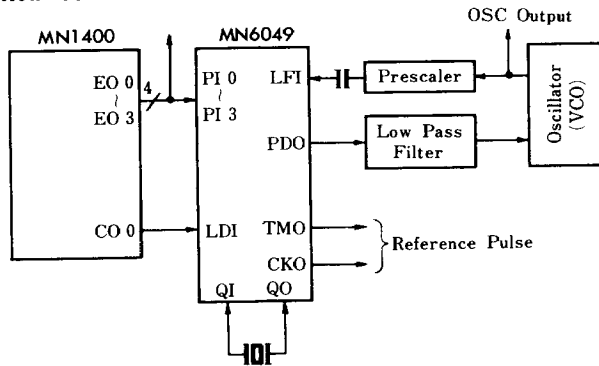 OSC Output
MN1400
MN6049
EO 0
~
EO 3
4
CO 0
PI 0
~
PI 3
LDI
QI
QO
LFI
PDO
TMO
CKO
Prescaler
Low Pass
Filter
Oscillator
(VCO)
Reference Pulse